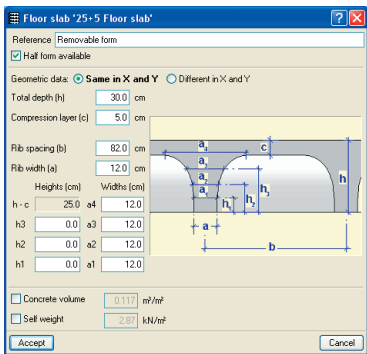 Floor slab '25+5 Floor slab'
Reference Removable form
Half form available
Geometric data: Same in X and Y Different in X and Y
Total depth (h) 30.0 cm
Compression layer (c) 5.0 cm
Rib spacing (b) 82.0 cm
Rib width (a) 12.0 cm
Heights (cm) Widths (cm)
h - c 25.0 a4 12.0
h3 0.0 a3 12.0
h2 0.0 a2 12.0
h1 0.0 a1 12.0
a₄ c
a₃
a₂ h
a₁ h₁ h₂ h₃
a
b
Concrete volume 0.117 m³/m²
Self weight 2.87 kN/m²
Accept Cancel